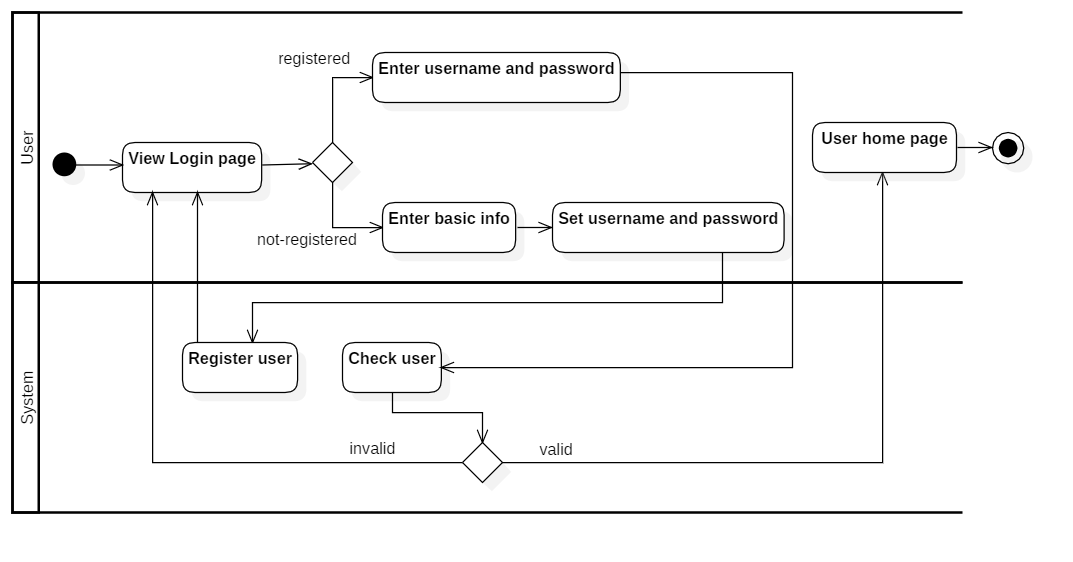 User
registered
Enter username and password
View Login page
User home page
not-registered
Enter basic info
Set username and password
System
Register user
Check user
invalid
valid